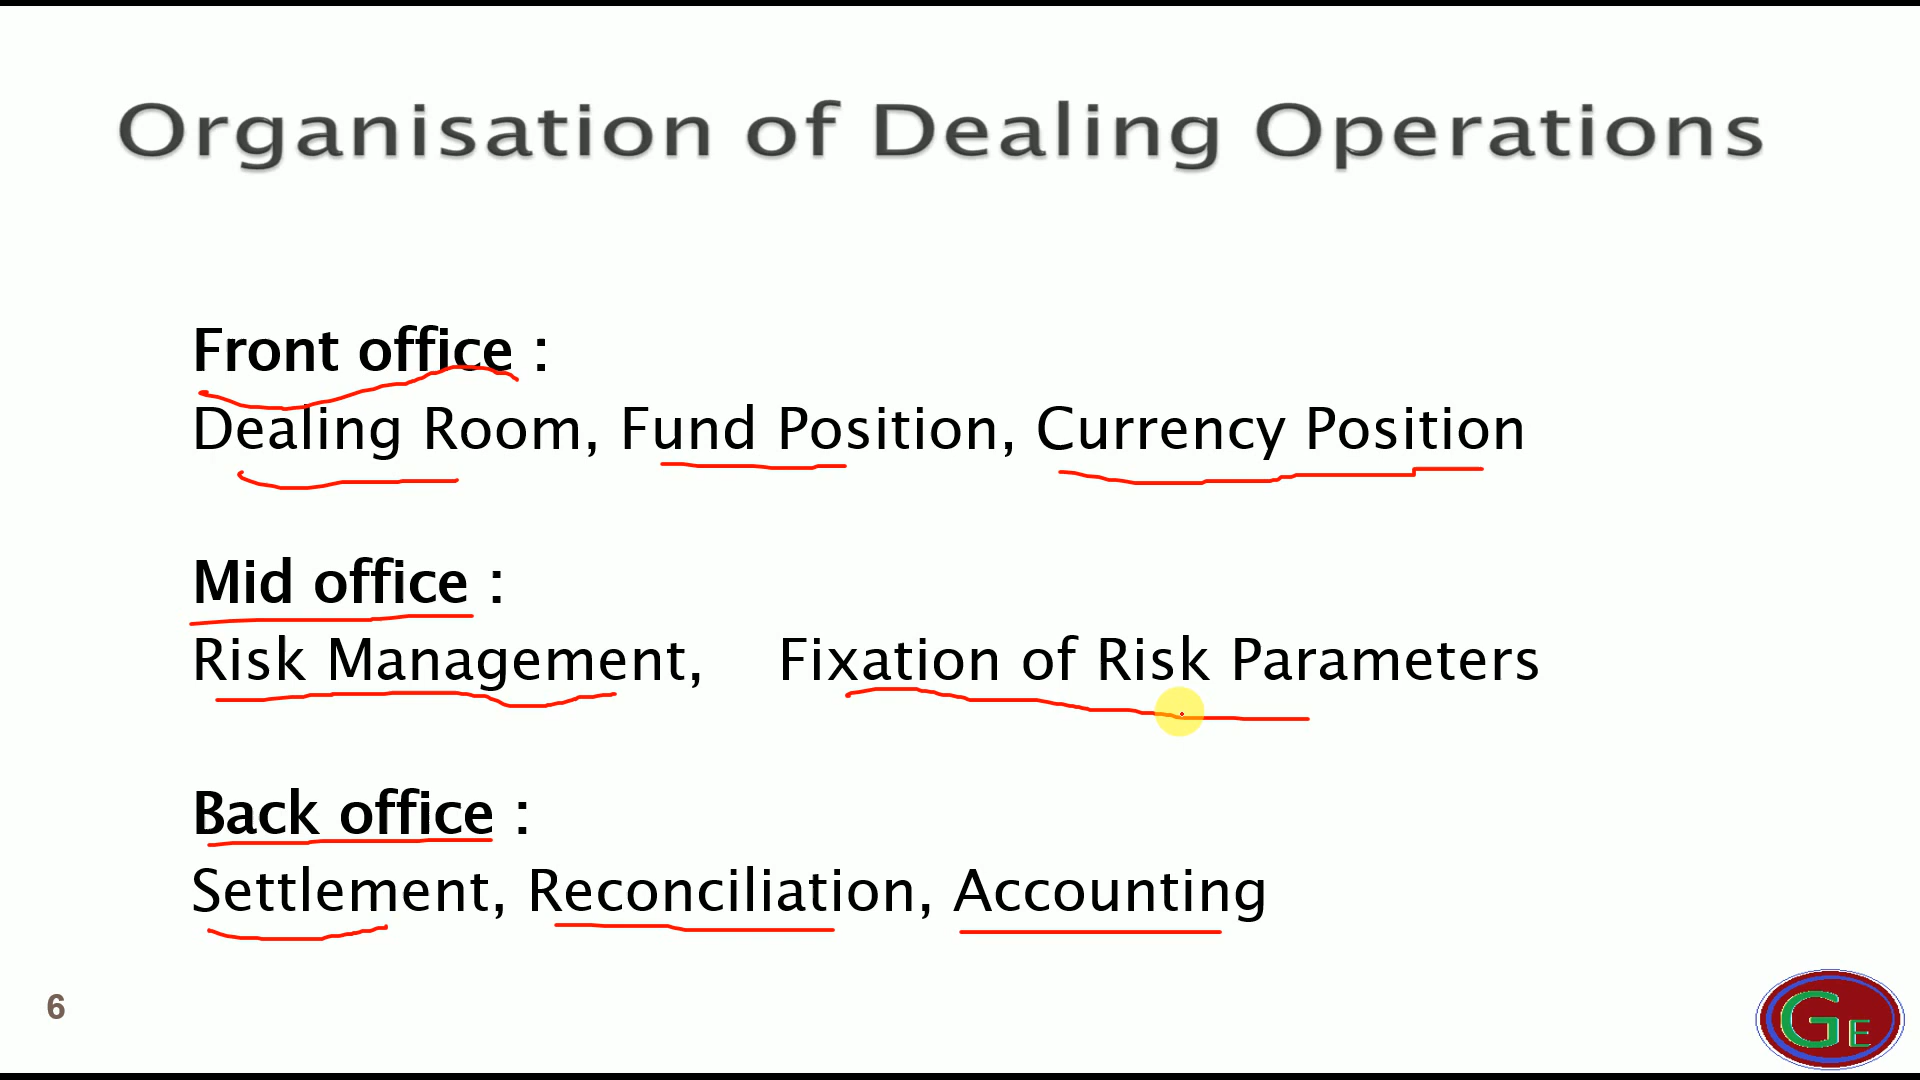 Organisation of Dealing Operations
Front office :
Dealing Room, Fund Position, Currency Position
Mid office :
Risk Management, Fixation of Risk Parameters
Back office :
Settlement, Reconciliation, Accounting
6
GE